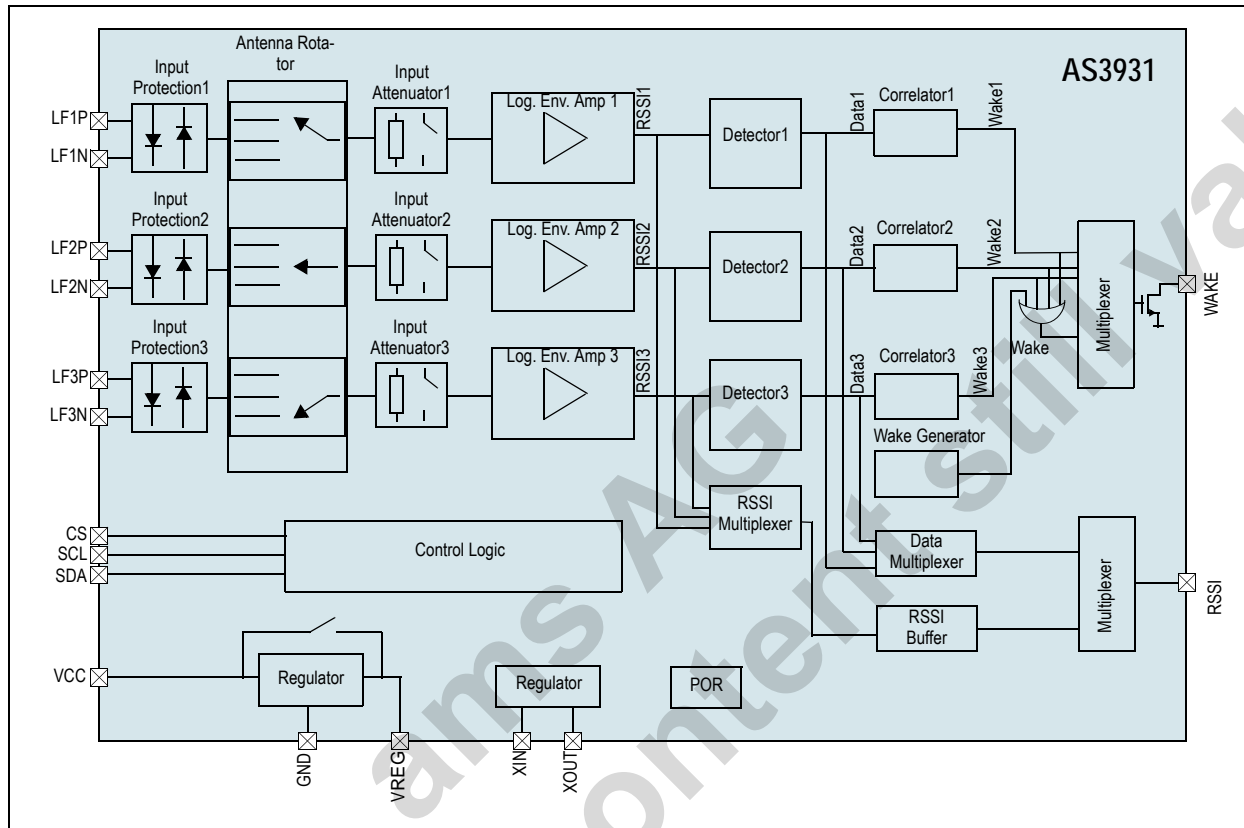 AS3931
Antenna Rota-
tor
Input
Protection1
Input
Attenuator1
Log. Env. Amp 1
RSSI1
Detector1
Data1
Correlator1
Wake1
LF1P
LF1N
Input
Protection2
Input
Attenuator2
Log. Env. Amp 2
RSSI2
Detector2
Data2
Correlator2
Wake2
LF2P
LF2N
Multiplexer
WAKE
Wake
Input
Protection3
Input
Attenuator3
Log. Env. Amp 3
RSSI3
Detector3
Data3
Correlator3
Wake3
LF3P
LF3N
Wake Generator
RSSI
Multiplexer
CS
SCL
SDA
Control Logic
Data
Multiplexer
RSSI
Buffer
Multiplexer
RSSI
VCC
Regulator
Regulator
POR
GND
VREG
XIN
XOUT
ams AG
content still val